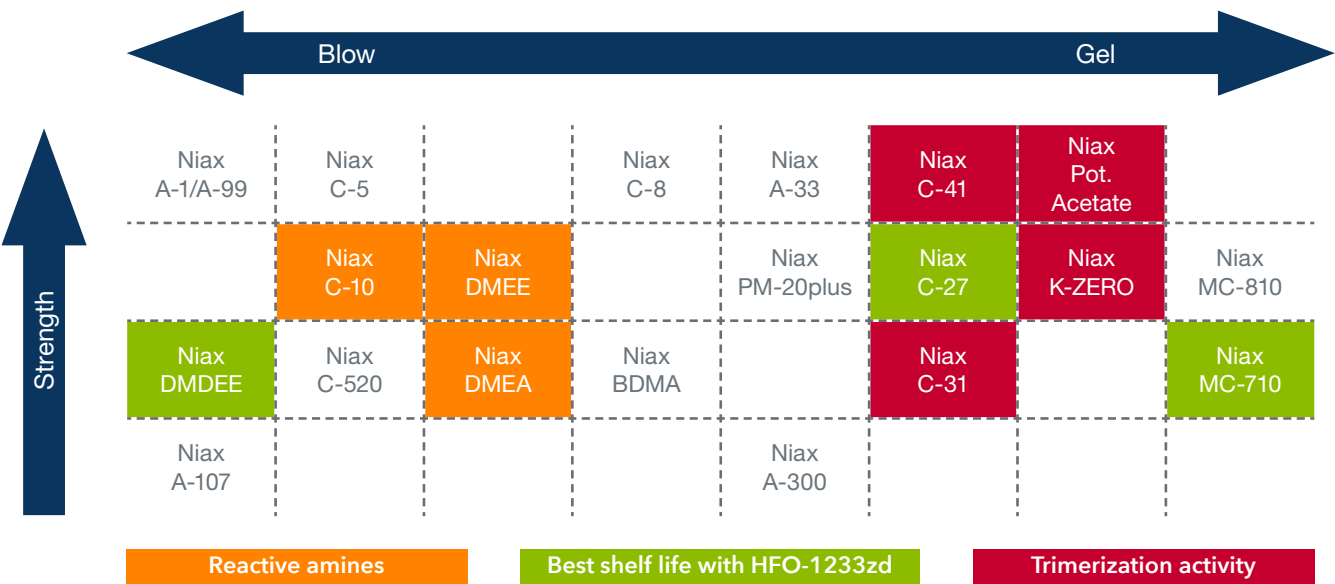 Blow
Gel
Strength
Niax
A-1/A-99
Niax
C-5
Niax
C-8
Niax
A-33
Niax
C-41
Niax
Pot.
Acetate
Niax
C-10
Niax
DMEE
Niax
PM-20plus
Niax
C-27
Niax
K-ZERO
Niax
MC-810
Niax
DMDEE
Niax
C-520
Niax
DMEA
Niax
BDMA
Niax
C-31
Niax
MC-710
Niax
A-107
Niax
A-300
Reactive amines
Best shelf life with HFO-1233zd
Trimerization activity